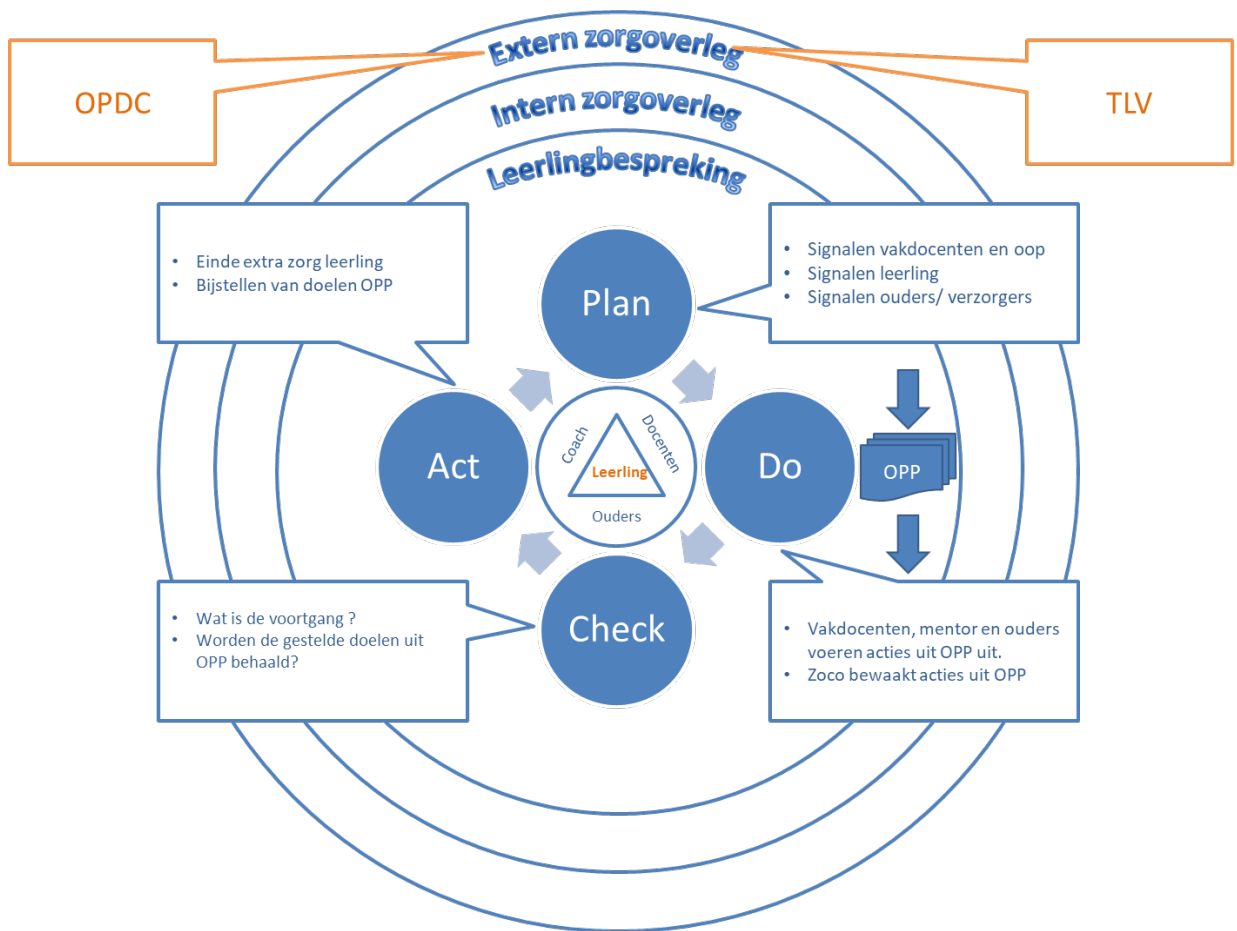 Extern zorgoverleg
OPDC
TLV
Intern zorgoverleg
Leerlingbespreking
• Einde extra zorg leerling
• Bijstellen van doelen OPP
Plan
• Signalen vakdocenten en oop
• Signalen leerling
• Signalen ouders/ verzorgers
Act
Coach
Docenten
Leerling
Ouders
Do
OPP
• Wat is de voortgang ?
• Worden de gestelde doelen uit
OPP behaald?
Check
• Vakdocenten, mentor en ouders
voeren acties uit OPP uit.
• Zoco bewaakt acties uit OPP